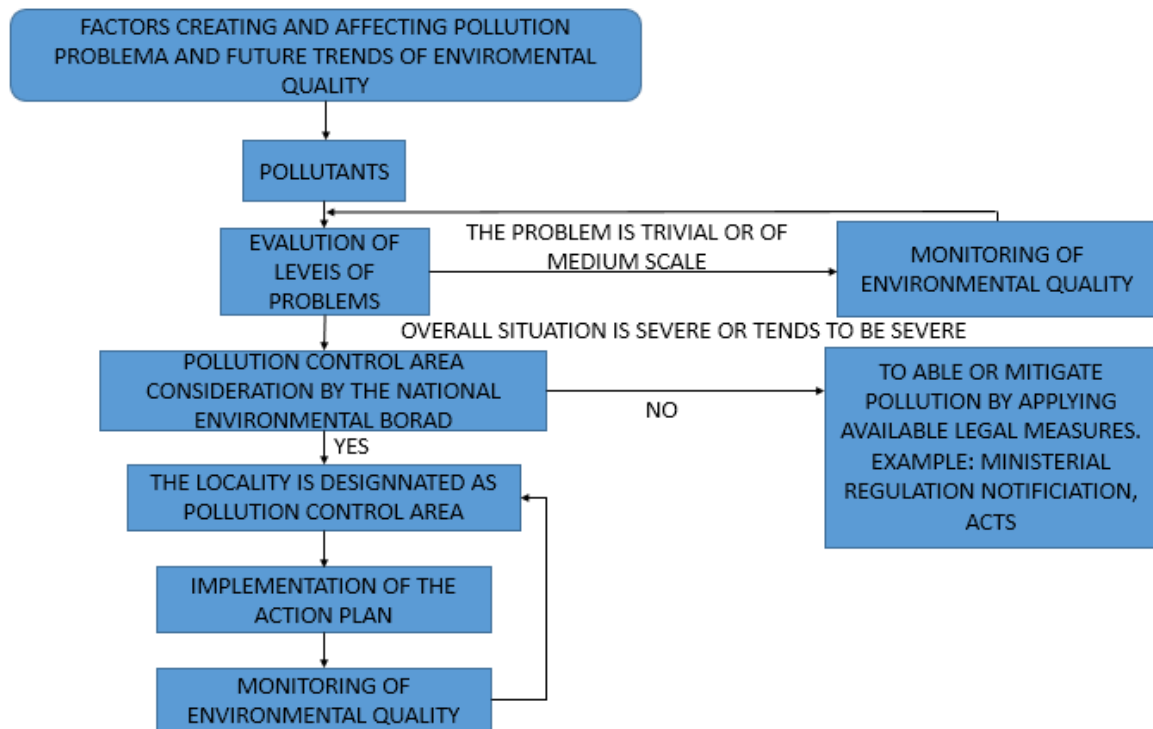 FACTORS CREATING AND AFFECTING POLLUTION
PROBLEMA AND FUTURE TRENDS OF ENVIROMENTAL
QUALITY
POLLUTANTS
EVALUTION OF
LEVEIS OF
PROBLEMS
THE PROBLEM IS TRIVIAL OR OF
MEDIUM SCALE
MONITORING OF
ENVIRONMENTAL QUALITY
OVERALL SITUATION IS SEVERE OR TENDS TO BE SEVERE
POLLUTION CONTROL AREA
CONSIDERATION BY THE NATIONAL
ENVIRONMENTAL BORAD
NO
TO ABLE OR MITIGATE
POLLUTION BY APPLYING
AVAILABLE LEGAL MEASURES.
EXAMPLE: MINISTERIAL
REGULATION NOTIFICIATION,
ACTS
YES
THE LOCALITY IS DESIGNNATED AS
POLLUTION CONTROL AREA
IMPLEMENTATION OF THE
ACTION PLAN
MONITORING OF
ENVIRONMENTAL QUALITY